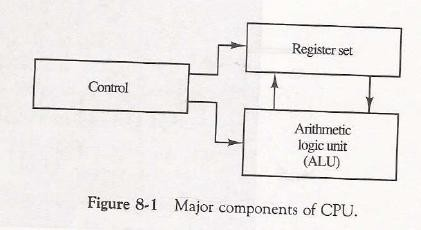 Register set
Control
Arithmetic
logic unit
(ALU)
Figure 8-1 Major components of CPU.